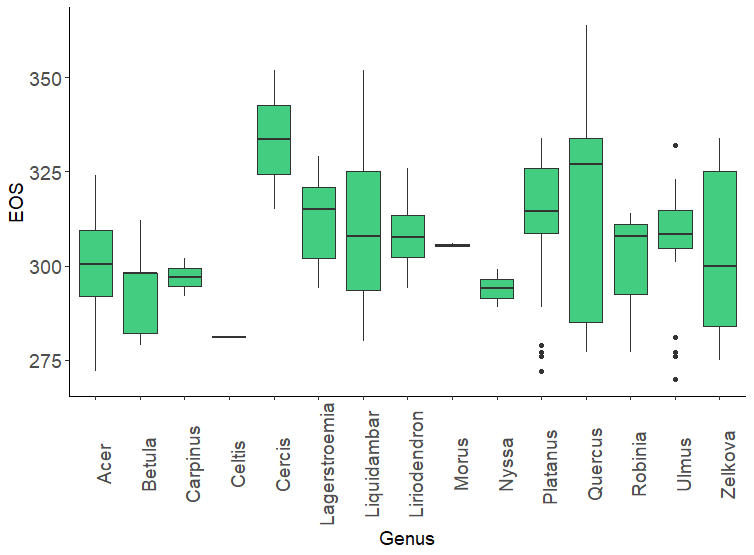 EOS
350
325
300
275
Acer
Betula
Carpinus
Celtis
Cercis
Lagerstroemia
Liquidambar
Liriodendron
Morus
Nyssa
Platanus
Quercus
Robinia
Ulmus
Zelkova
Genus